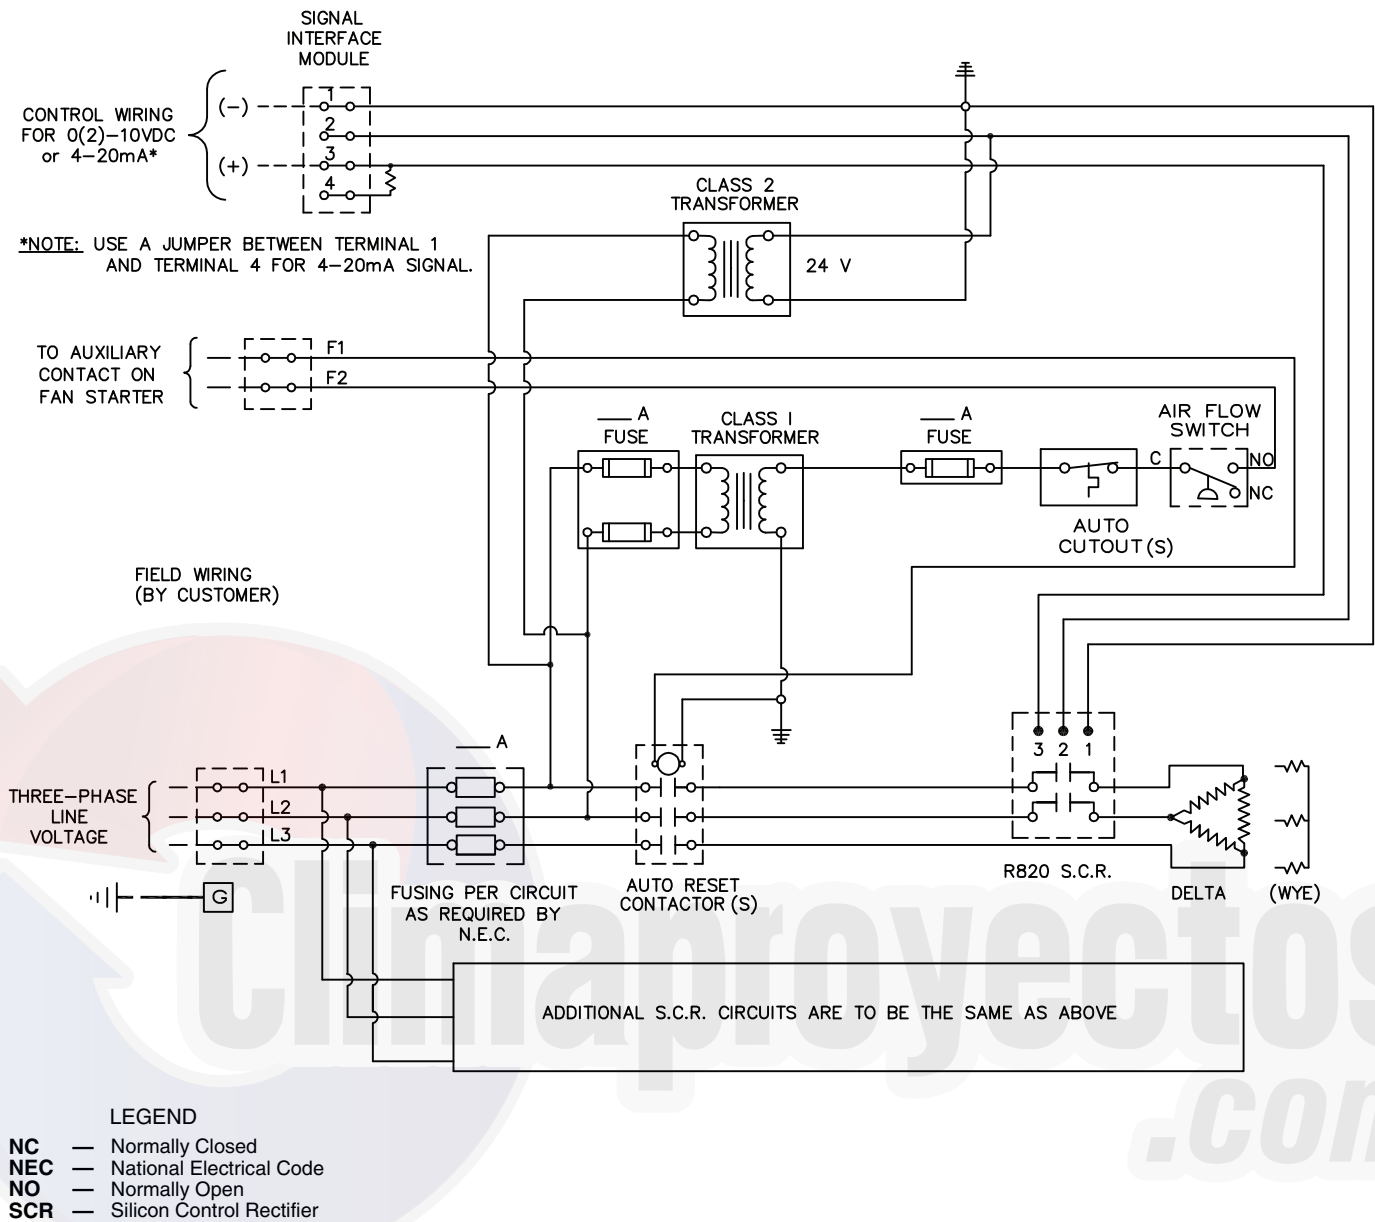 SIGNAL
INTERFACE
MODULE
CONTROL WIRING
FOR 0(2)-10VDC
or 4-20mA*
(-)
(+)
1
2
3
4
*NOTE: USE A JUMPER BETWEEN TERMINAL 1
AND TERMINAL 4 FOR 4-20mA SIGNAL.
CLASS 2
TRANSFORMER
24 V
TO AUXILIARY
CONTACT ON
FAN STARTER
F1
F2
A
FUSE
CLASS I
TRANSFORMER
A
FUSE
AIR FLOW
SWITCH
C
NO
NC
AUTO
CUTOUT(S)
FIELD WIRING
(BY CUSTOMER)
A
3 2 1
THREE-PHASE
LINE
VOLTAGE
L1
L2
L3
G
FUSING PER CIRCUIT
AS REQUIRED BY
N.E.C.
AUTO RESET
CONTACTOR(S)
R820 S.C.R.
DELTA
(WYE)
ADDITIONAL S.C.R. CIRCUITS ARE TO BE THE SAME AS ABOVE
Climaproyectos
.com
LEGEND
NC — Normally Closed
NEC — National Electrical Code
NO — Normally Open
SCR — Silicon Control Rectifier